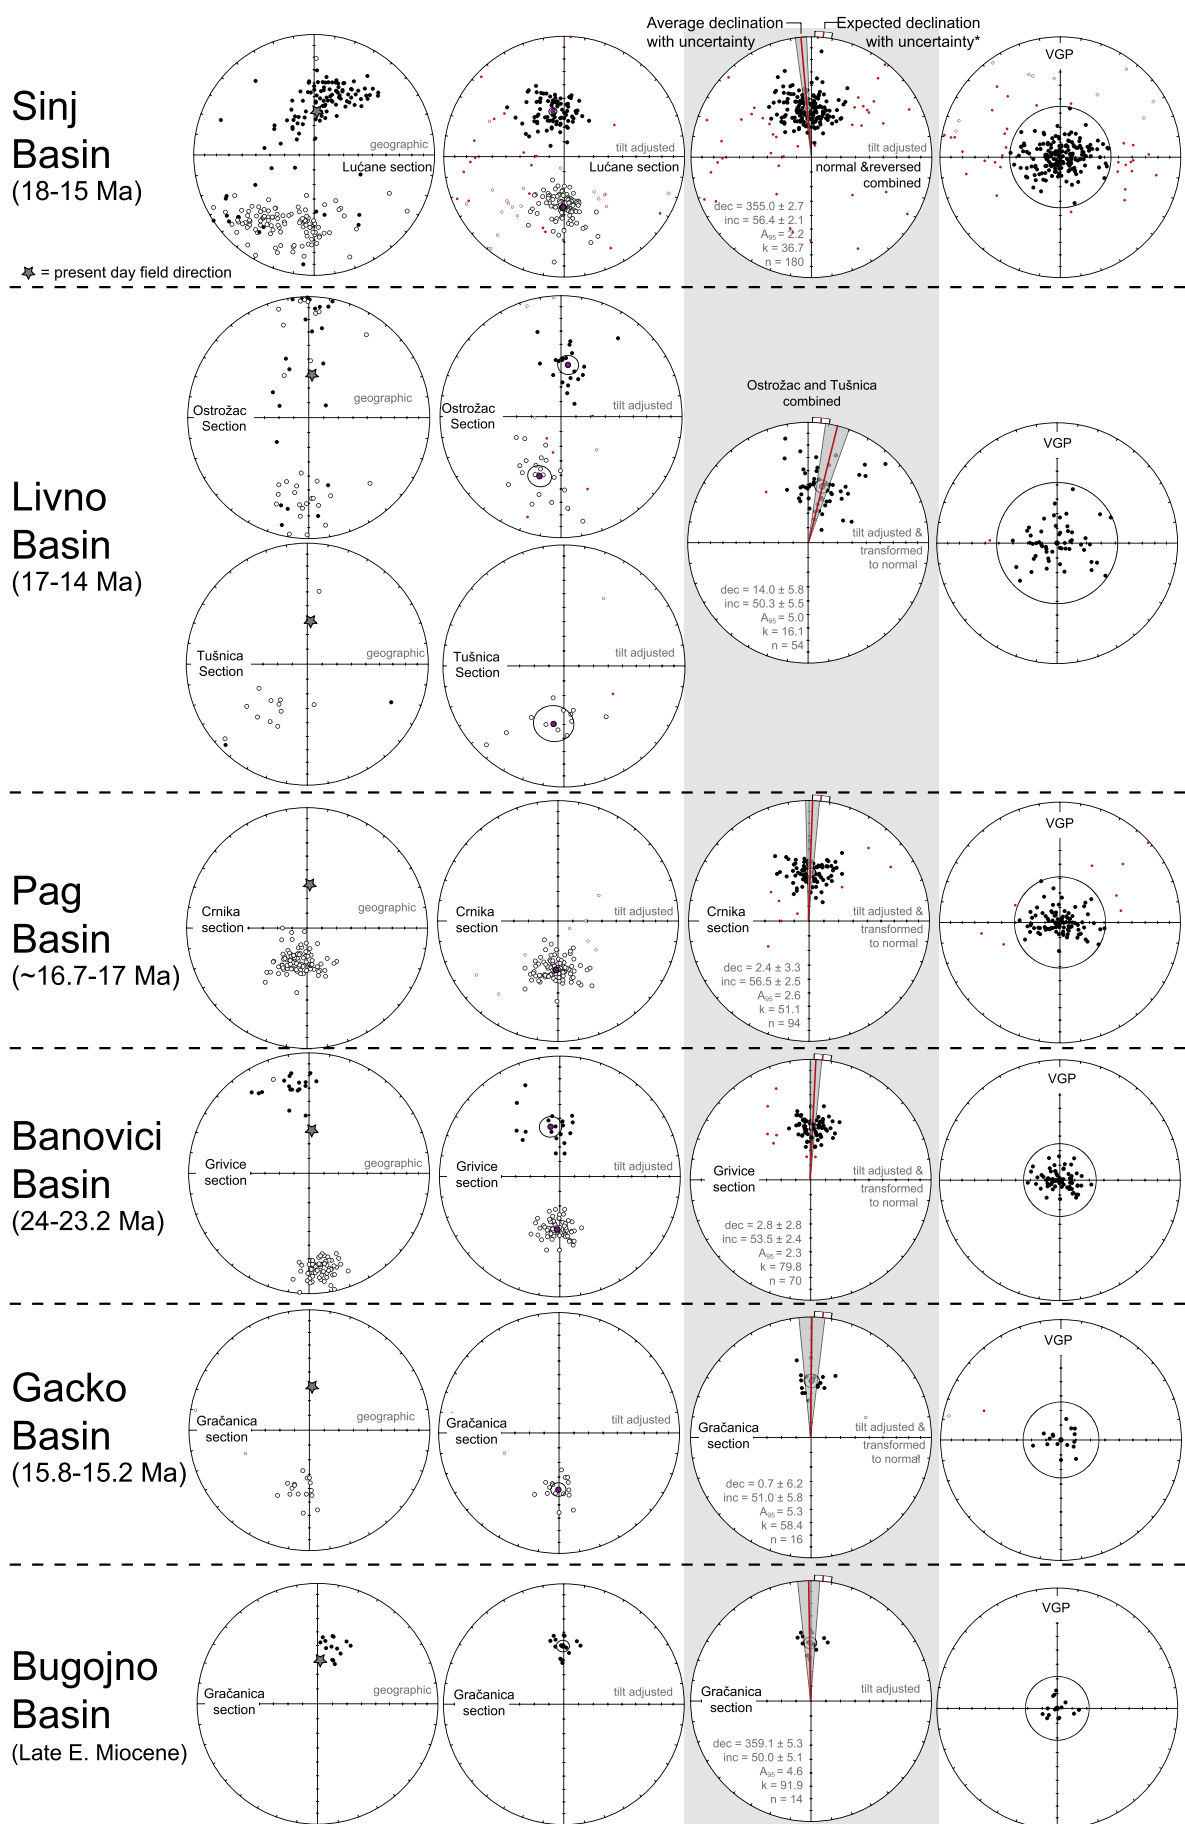 Average declination
with uncertainty
Expected declination
with uncertainty*
Sinj
Basin
(18-15 Ma)
geographic
Lućane section
tilt adjusted
Lućane section
tilt adjusted
normal &reversed
combined
dec = 355.0 ± 2.7
inc = 56.4 ± 2.1
A95 = 2.2
k = 36.7
n = 180
VGP
= present day field direction
Livno
Basin
(17-14 Ma)
Ostrožac
Section
geographic
Ostrožac
Section
tilt adjusted
Tušnica
Section
geographic
Tušnica
Section
tilt adjusted
Ostrožac and Tušnica
combined
tilt adjusted &
transformed
to normal
dec = 14.0 ± 5.8
inc = 50.3 ± 5.5
A95 = 5.0
k = 16.1
n = 54
VGP
Pag
Basin
(~16.7-17 Ma)
Crnika
section
geographic
Crnika
section
tilt adjusted
Crnika
section
tilt adjusted &
transformed
to normal
dec = 2.4 ± 3.3
inc = 56.5 ± 2.5
A95 = 2.6
k = 51.1
n = 94
VGP
Banovici
Basin
(24-23.2 Ma)
Grivice
section
geographic
Grivice
section
tilt adjusted
Grivice
section
tilt adjusted &
transformed
to normal
dec = 2.8 ± 2.8
inc = 53.5 ± 2.4
A95 = 2.3
k = 79.8
n = 70
VGP
Gacko
Basin
(15.8-15.2 Ma)
Gračanica
section
geographic
Gračanica
section
tilt adjusted
Gračanica
section
tilt adjusted &
transformed
to normal
dec = 0.7 ± 6.2
inc = 51.0 ± 5.8
A95 = 5.3
k = 58.4
n = 16
VGP
Bugojno
Basin
(Late E. Miocene)
Gračanica
section
geographic
Gračanica
section
tilt adjusted
Gračanica
section
tilt adjusted
dec = 359.1 ± 5.3
inc = 50.0 ± 5.1
A95 = 4.6
k = 91.9
n = 14
VGP